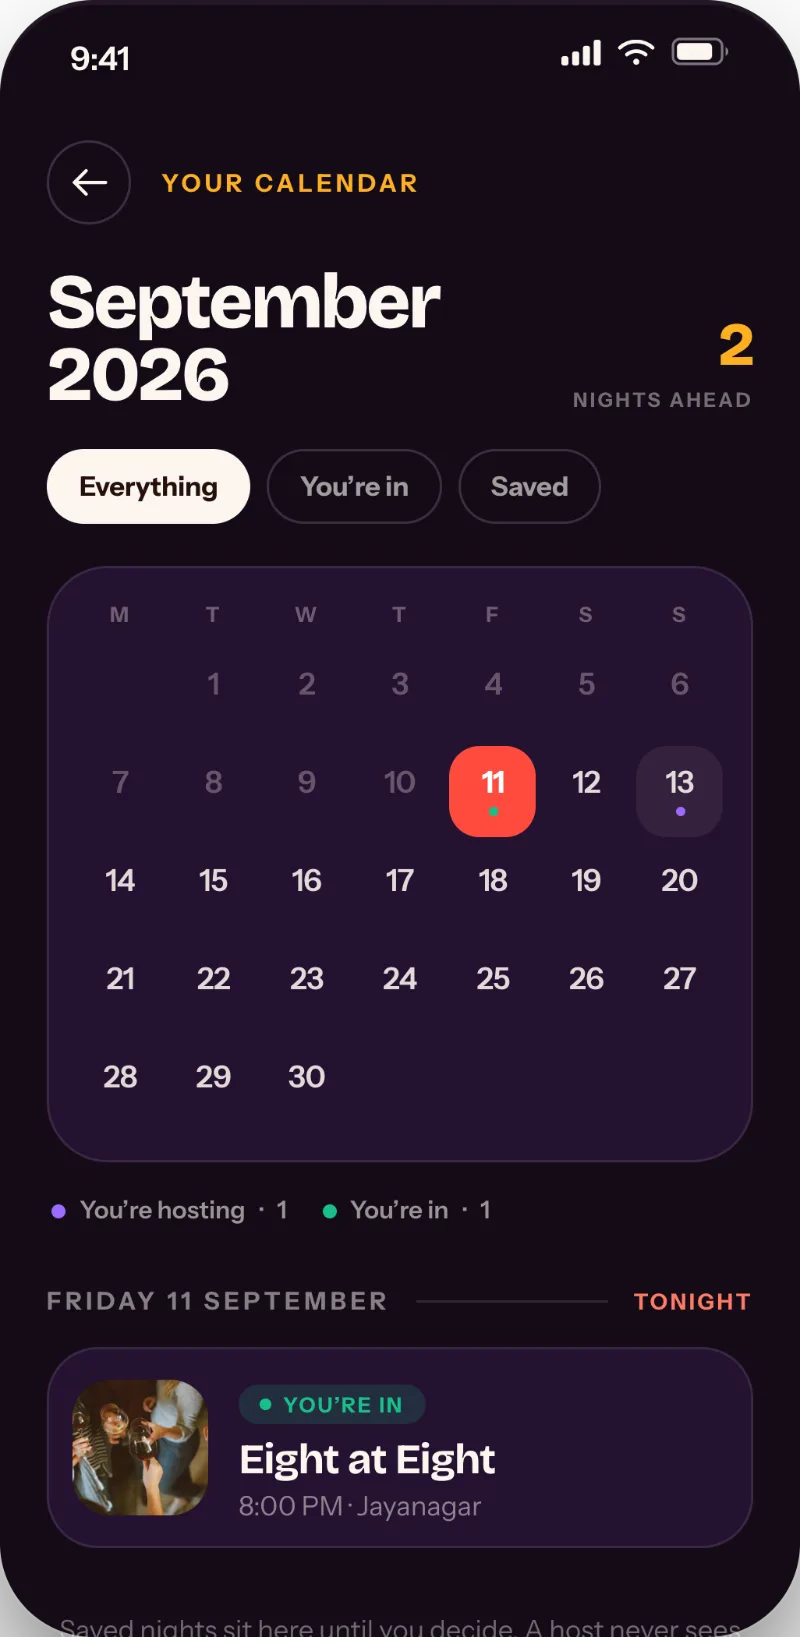 9:41
YOUR CALENDAR
September
2026
2
NIGHTS AHEAD
Everything You’re in Saved
M T W T F S S
1 2 3 4 5 6
7 8 9 10 11 12 13
14 15 16 17 18 19 20
21 22 23 24 25 26 27
28 29 30
You’re hosting · 1 You’re in · 1
FRIDAY 11 SEPTEMBER TONIGHT
YOU’RE IN
Eight at Eight
8:00 PM · Jayanagar
Saved nights sit here until you decide. A host never sees